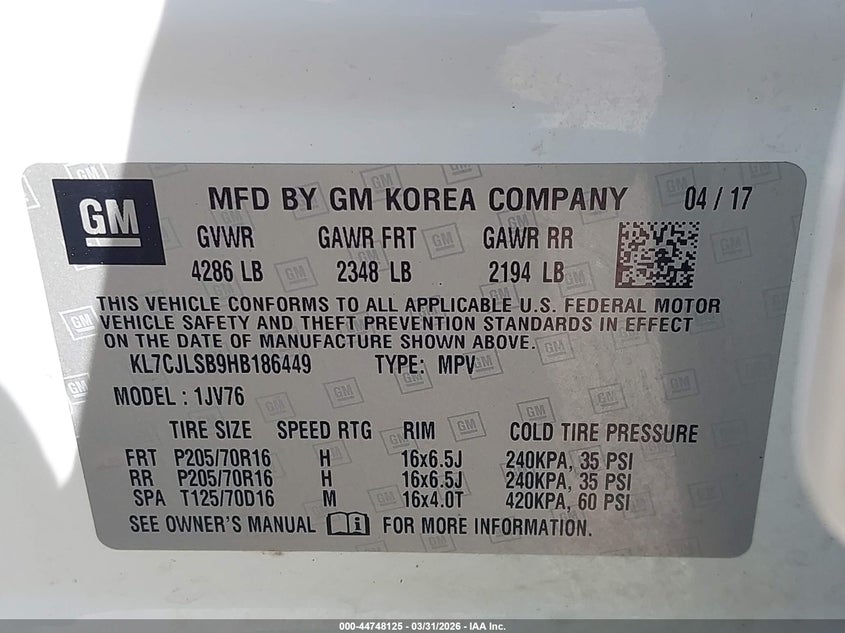 GM
MFD BY GM KOREA COMPANY 04 / 17
GVWR GAWR FRT GAWR RR
4286 LB 2348 LB 2194 LB
THIS VEHICLE CONFORMS TO ALL APPLICABLE U.S. FEDERAL MOTOR
VEHICLE SAFETY AND THEFT PREVENTION STANDARDS IN EFFECT
ON THE DATE OF MANUFACTURE SHOWN ABOVE.
KL7CJLSB9HB186449 TYPE: MPV
MODEL : 1JV76
TIRE SIZE SPEED RTG RIM COLD TIRE PRESSURE
FRT P205/70R16 H 16x6.5J 240KPA, 35 PSI
RR P205/70R16 H 16x6.5J 240KPA, 35 PSI
SPA T125/70D16 M 16x4.0T 420KPA, 60 PSI
SEE OWNER'S MANUAL i FOR MORE INFORMATION.
000-44748125 - 03/31/2026 - IAA Inc.